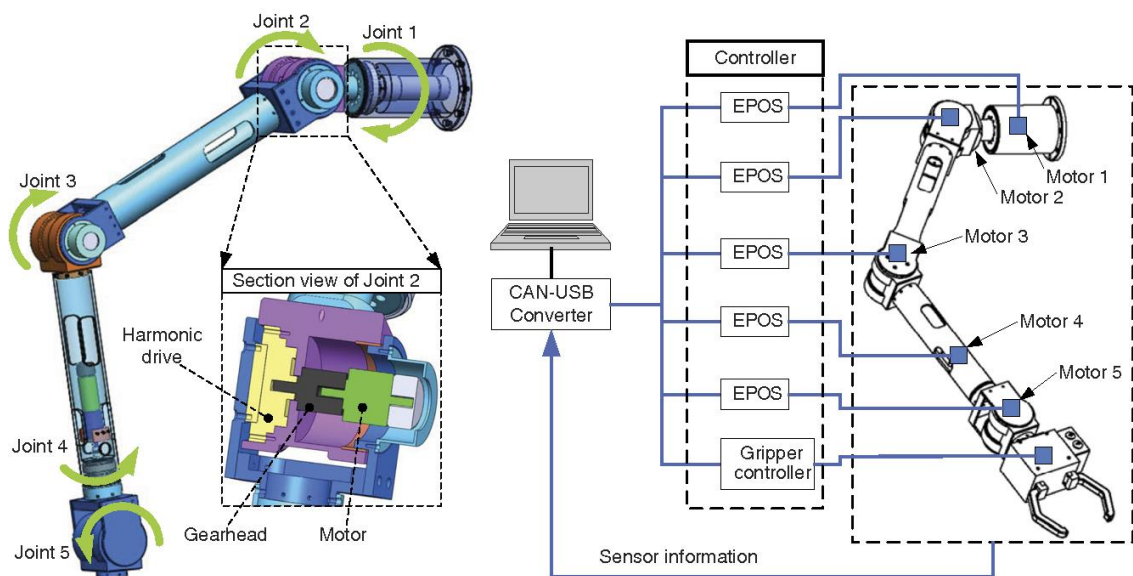 Joint 2
Joint 1
Joint 3
Section view of Joint 2
Harmonic
drive
Joint 4
Joint 5
Gearhead
Motor
Controller
EPOS
EPOS
EPOS
EPOS
EPOS
Gripper
controller
CAN-USB
Converter
Motor 1
Motor 2
Motor 3
Motor 4
Motor 5
Sensor information